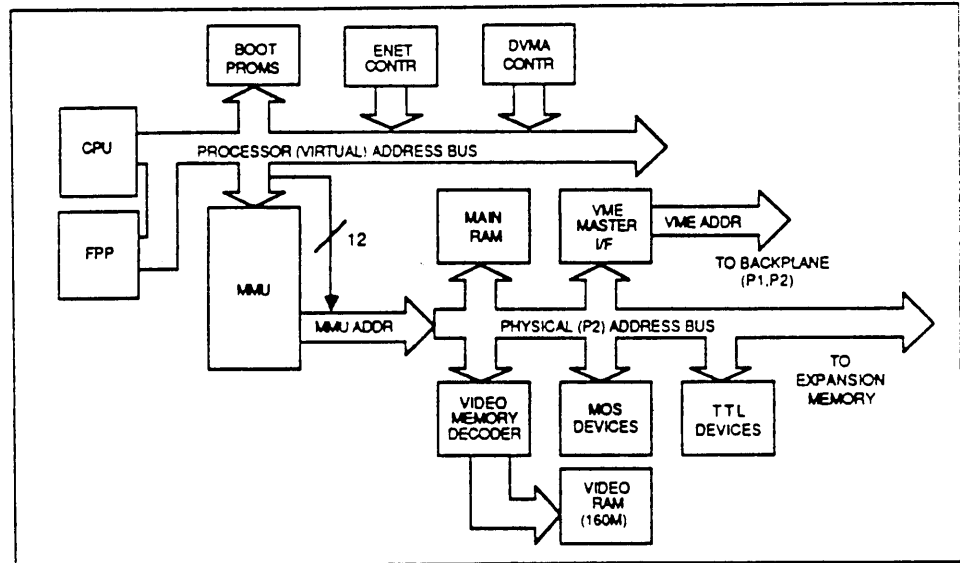 BOOT
PROMS
ENET
CONTR
DVMA
CONTR
CPU
PROCESSOR (VIRTUAL) ADDRESS BUS
FPP
12
MMU
MAIN
RAM
VME
MASTER
I/F
VME ADDR
TO BACKPLANE
(P1,P2)
MMU ADDR
PHYSICAL (P2) ADDRESS BUS
TO
EXPANSION
MEMORY
VIDEO
MEMORY
DECODER
MOS
DEVICES
TTL
DEVICES
VIDEO
RAM
(160M)